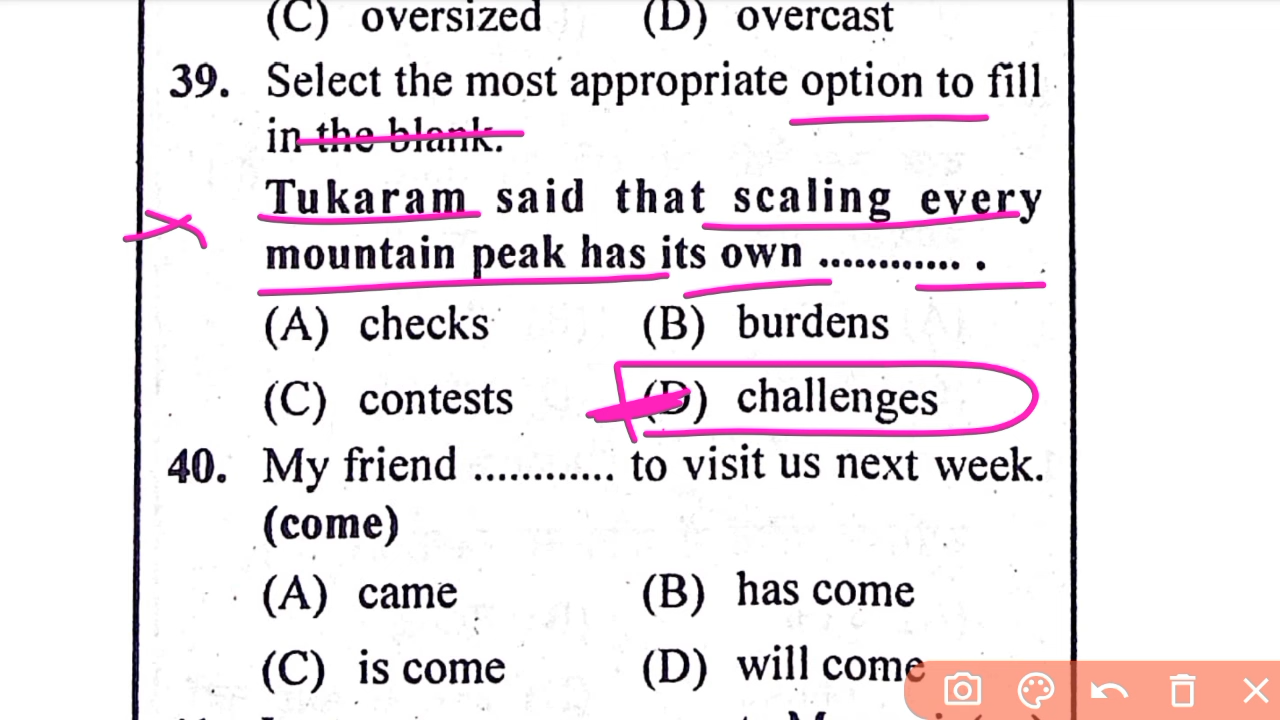 (C) oversized (D) overcast
39. Select the most appropriate option to fill
in the blank.
Tukaram said that scaling every
mountain peak has its own ............. .
(A) checks (B) burdens
(C) contests (D) challenges
40. My friend ............ to visit us next week.
(come)
(A) came (B) has come
(C) is come (D) will come